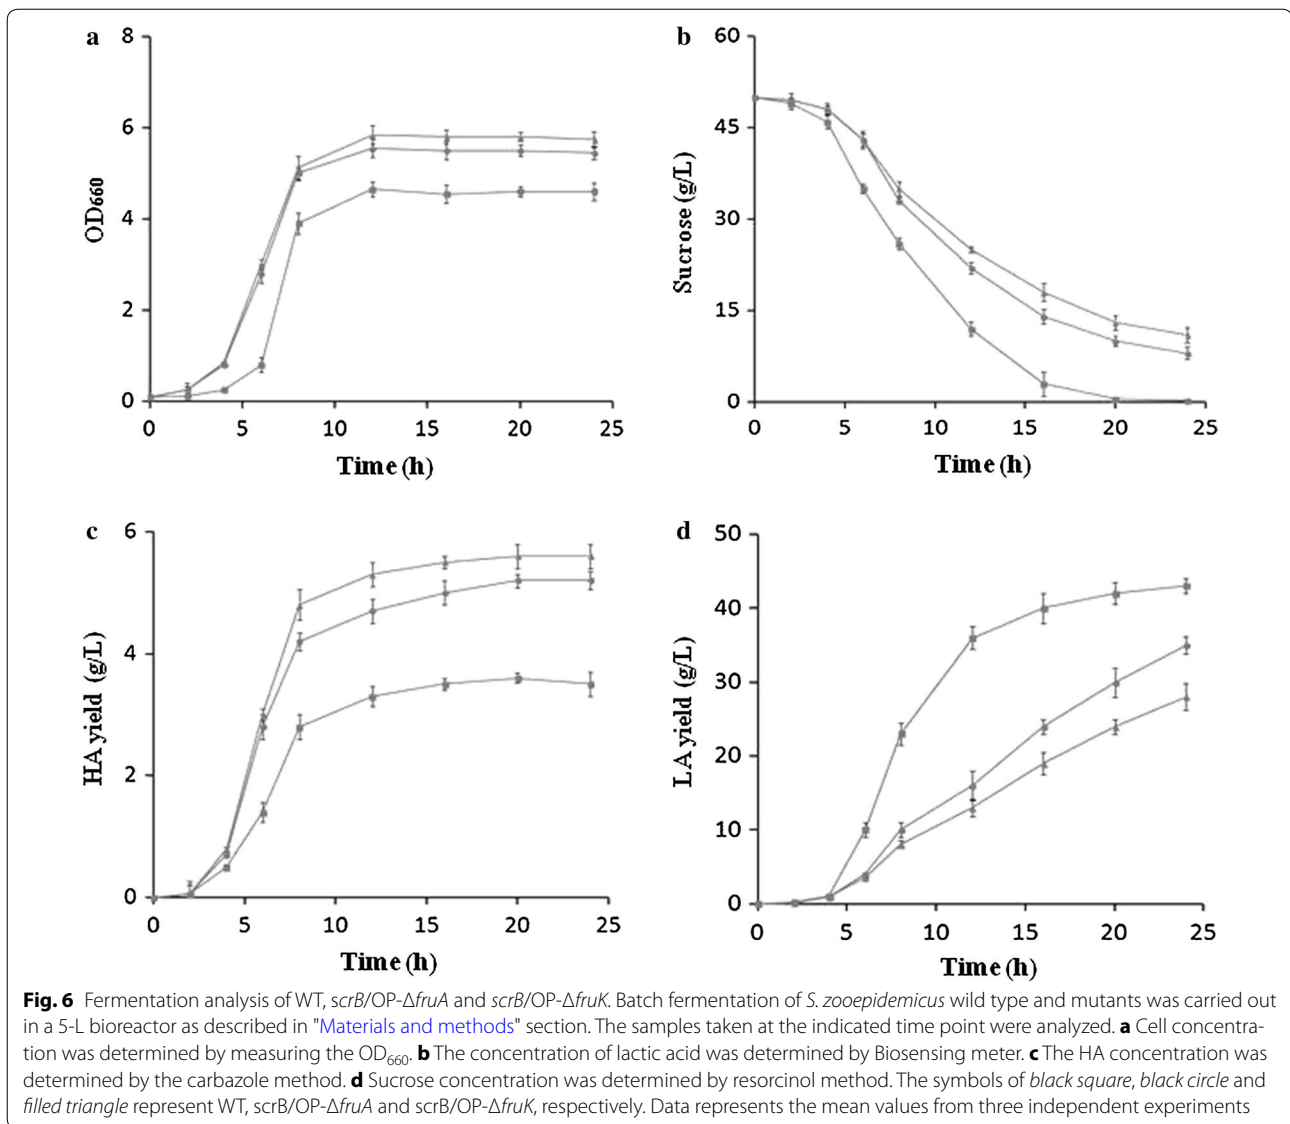 a
8
6
4
2
0
OD660
0 5 10 15 20 25
Time (h)
b
60
45
30
15
0
Sucrose (g/L)
0 5 10 15 20 25
Time (h)
c
6
4
2
0
HA yield (g/L)
0 5 10 15 20 25
Time (h)
d
50
40
30
20
10
0
LA yield (g/L)
0 5 10 15 20 25
Time (h)
Fig. 6 Fermentation analysis of WT, scrB/OP-ΔfruA and scrB/OP-ΔfruK. Batch fermentation of S. zooepidemicus wild type and mutants was carried out
in a 5-L bioreactor as described in "Materials and methods" section. The samples taken at the indicated time point were analyzed. a Cell concentra-
tion was determined by measuring the OD660. b The concentration of lactic acid was determined by Biosensing meter. c The HA concentration was
determined by the carbazole method. d Sucrose concentration was determined by resorcinol method. The symbols of black square, black circle and
filled triangle represent WT, scrB/OP-ΔfruA and scrB/OP-ΔfruK, respectively. Data represents the mean values from three independent experiments